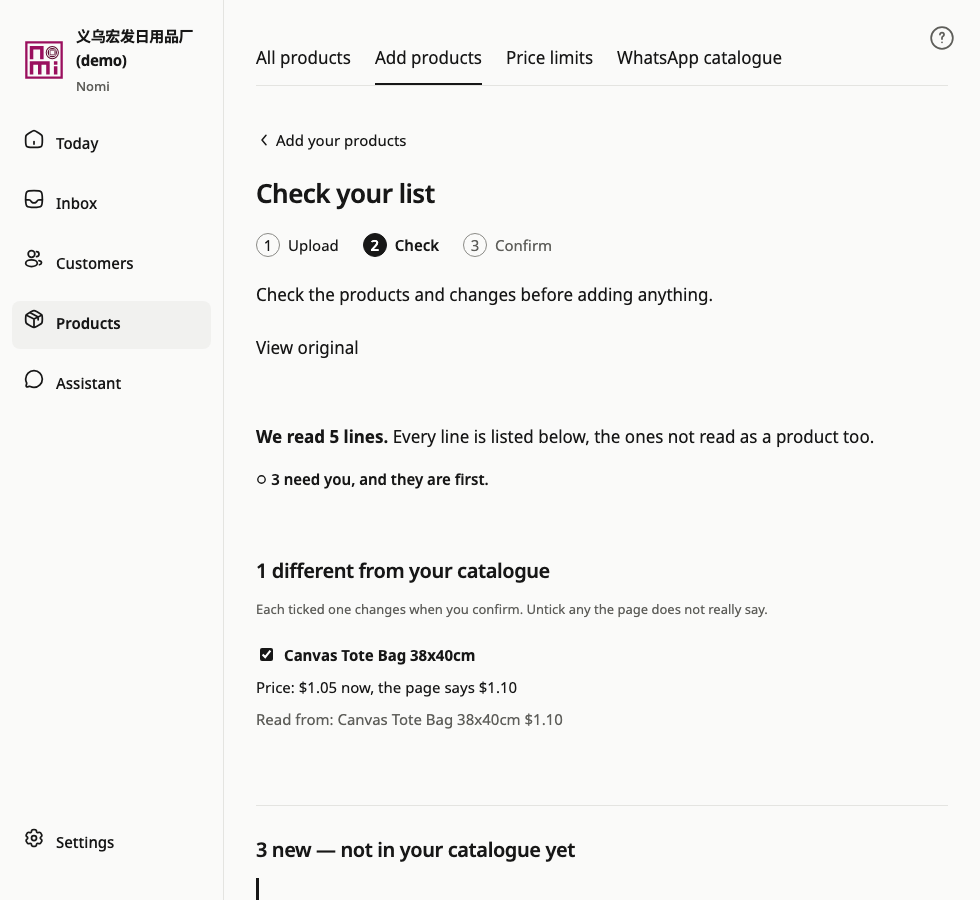 义乌宏发日用品厂
(demo)
Nomi
Today
Inbox
Customers
Products
Assistant
Settings
All products
Add products
Price limits
WhatsApp catalogue
?
Add your products
Check your list
1 Upload
2 Check
3 Confirm
Check the products and changes before adding anything.
View original
We read 5 lines. Every line is listed below, the ones not read as a product too.
3 need you, and they are first.
1 different from your catalogue
Each ticked one changes when you confirm. Untick any the page does not really say.
Canvas Tote Bag 38x40cm
Price: $1.05 now, the page says $1.10
Read from: Canvas Tote Bag 38x40cm $1.10
3 new — not in your catalogue yet